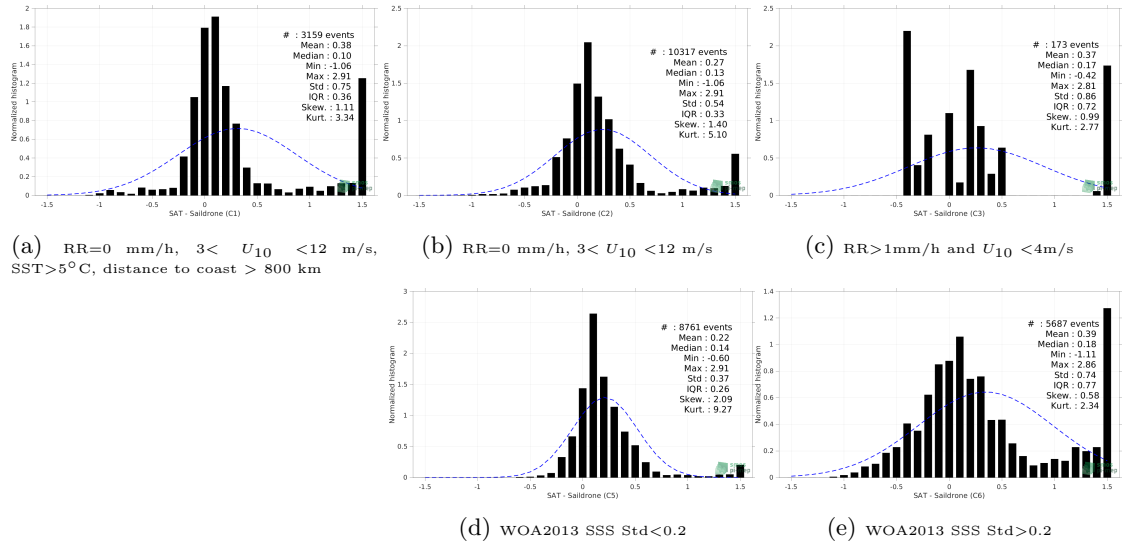 2
1.8
1.6
1.4
1.2
1
0.8
0.6
0.4
0.2
0
Normalized histogram
# : 3159 events
Mean : 0.38
Median : 0.10
Min : -1.06
Max : 2.91
Std : 0.75
IQR : 0.36
Skew. : 1.11
Kurt. : 3.34
-1.5 -1 -0.5 0 0.5 1 1.5
SAT - Saildrone (C1)
(a) RR=0 mm/h, 3< U10 <12 m/s,
SST>5°C, distance to coast > 800 km
2.5
2
1.5
1
0.5
0
Normalized histogram
# : 10317 events
Mean : 0.27
Median : 0.13
Min : -1.06
Max : 2.91
Std : 0.54
IQR : 0.33
Skew. : 1.40
Kurt. : 5.10
-1.5 -1 -0.5 0 0.5 1 1.5
SAT - Saildrone (C2)
(b) RR=0 mm/h, 3< U10 <12 m/s
2.5
2
1.5
1
0.5
0
Normalized histogram
# : 173 events
Mean : 0.37
Median : 0.17
Min : -0.42
Max : 2.81
Std : 0.86
IQR : 0.72
Skew. : 0.99
Kurt. : 2.77
-1.5 -1 -0.5 0 0.5 1 1.5
SAT - Saildrone (C3)
(c) RR>1mm/h and U10 <4m/s
3
2.5
2
1.5
1
0.5
0
Normalized histogram
# : 8761 events
Mean : 0.22
Median : 0.14
Min : -0.60
Max : 2.91
Std : 0.37
IQR : 0.26
Skew. : 2.09
Kurt. : 9.27
-1.5 -1 -0.5 0 0.5 1 1.5
SAT - Saildrone (C5)
(d) WOA2013 SSS Std<0.2
1.4
1.2
1
0.8
0.6
0.4
0.2
0
Normalized histogram
# : 5687 events
Mean : 0.39
Median : 0.18
Min : -1.11
Max : 2.86
Std : 0.74
IQR : 0.77
Skew. : 0.58
Kurt. : 2.34
-1.5 -1 -0.5 0 0.5 1 1.5
SAT - Saildrone (C6)
(e) WOA2013 SSS Std>0.2